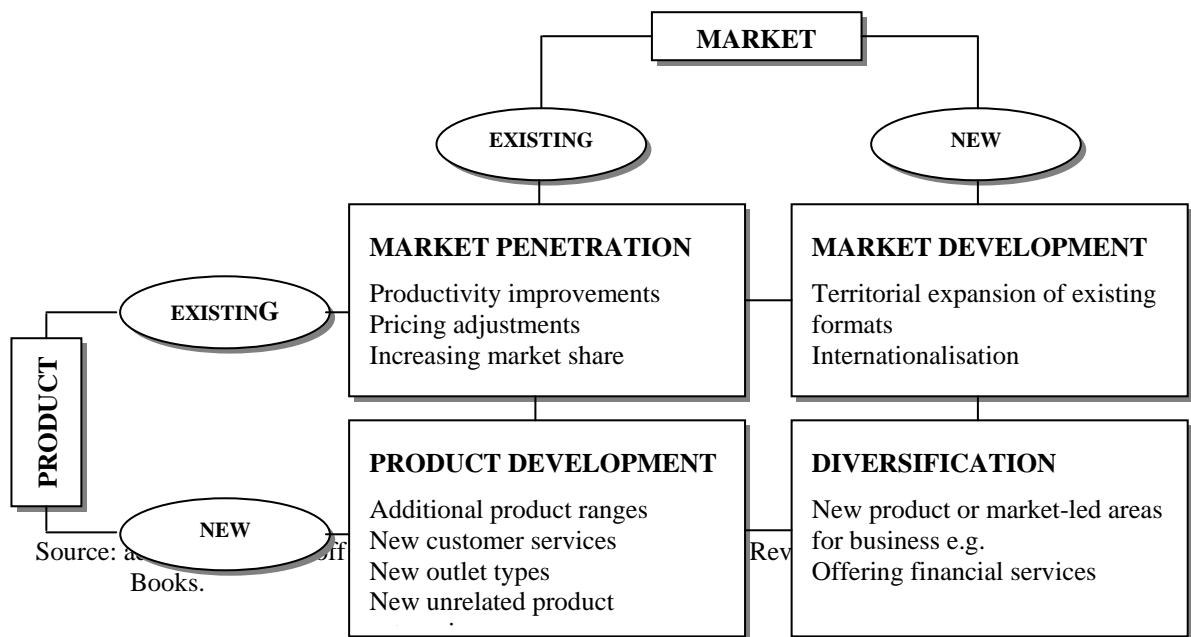 MARKET
EXISTING
NEW
MARKET PENETRATION
Productivity improvements
Pricing adjustments
Increasing market share
MARKET DEVELOPMENT
Territorial expansion of existing
formats
Internationalisation
EXISTING
PRODUCT
PRODUCT DEVELOPMENT
Additional product ranges
New customer services
New outlet types
New unrelated product
DIVERSIFICATION
New product or market-led areas
for business e.g.
Offering financial services
NEW
Source:
Books.